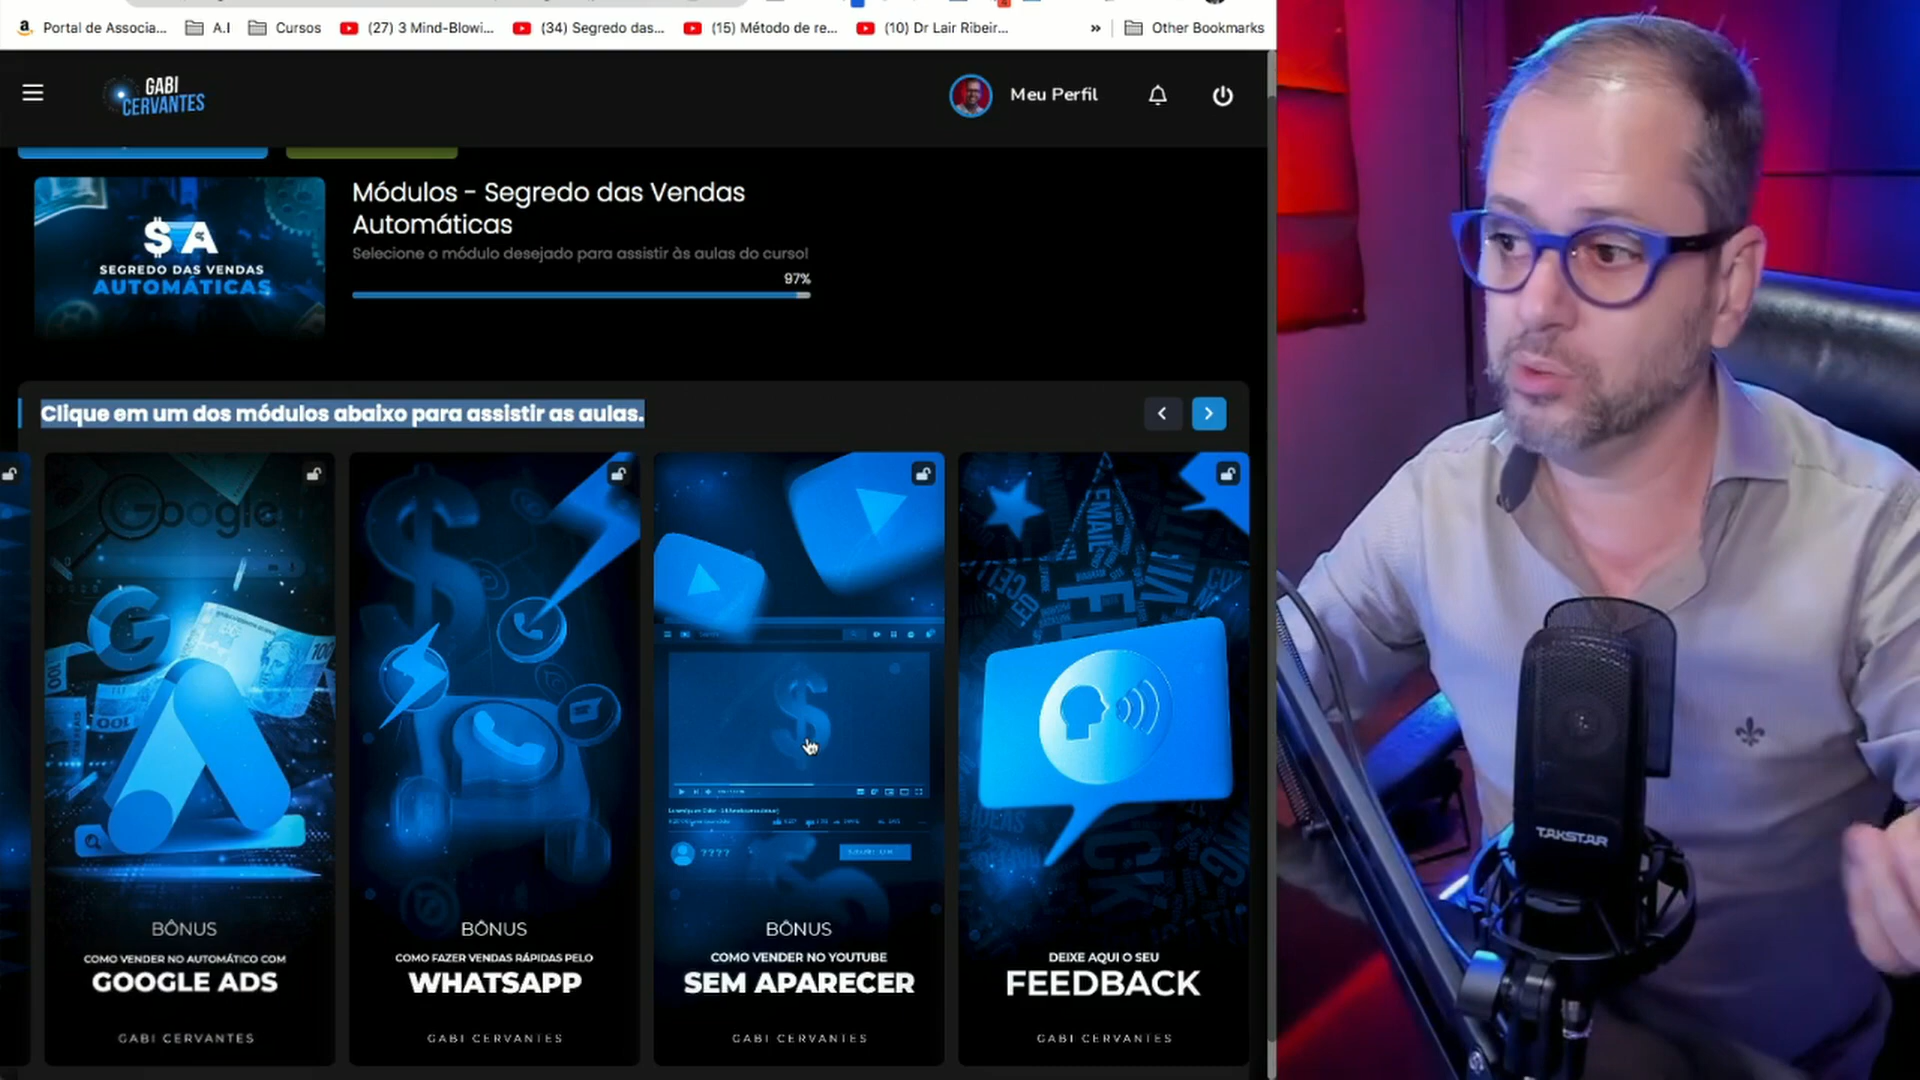 Portal de Associa...
A.I
Cursos
(27) 3 Mind-Blowi...
(34) Segredo das...
(15) Método de re...
(10) Dr Lair Ribeir...
»
Other Bookmarks
GABI
CERVANTES
Meu Perfil
$ A
SEGREDO DAS VENDAS
AUTOMÁTICAS
Módulos - Segredo das Vendas
Automáticas
Selecione o módulo desejado para assistir às aulas do curso!
97%
Clique em um dos módulos abaixo para assistir as aulas.
Google
G
100
100
BÔNUS
COMO VENDER NO AUTOMÁTICO COM
GOOGLE ADS
GABI CERVANTES
$
BÔNUS
COMO FAZER VENDAS RÁPIDAS PELO
WHATSAPP
GABI CERVANTES
$
????
BÔNUS
COMO VENDER NO YOUTUBE
SEM APARECER
GABI CERVANTES
EMAIL
DEIXE AQUI O SEU
FEEDBACK
GABI CERVANTES
TAKSTAR